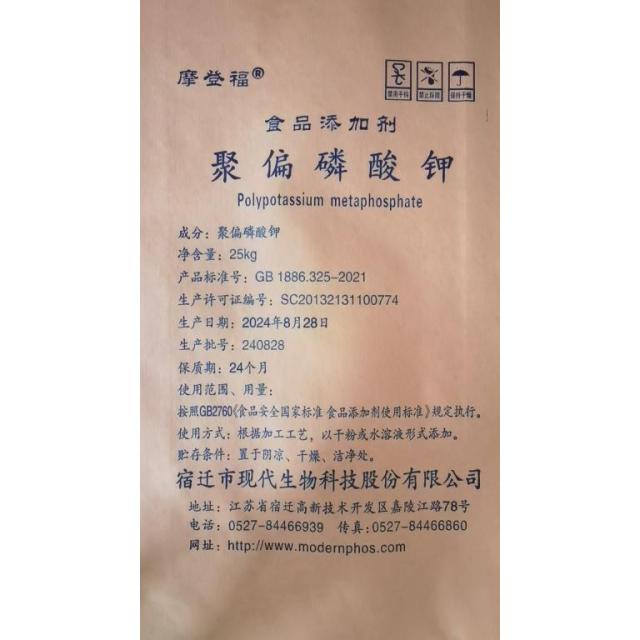 摩登福®
禁用手钩 禁止踩踏 保持干燥
食品添加剂
聚偏磷酸钾
Polypotassium metaphosphate
成分：聚偏磷酸钾
净含量：25kg
产品标准号：GB 1886.325-2021
生产许可证编号：SC20132131100774
生产日期：2024年8月28日
生产批号：240828
保质期：24个月
使用范围、用量：
按照GB2760《食品安全国家标准 食品添加剂使用标准》规定执行。
使用方式：根据加工工艺，以干粉或水溶液形式添加。
贮存条件：置于阴凉、干燥、洁净处。
宿迁市现代生物科技股份有限公司
地址：江苏省宿迁高新技术开发区嘉陵江路78号
电话：0527-84466939 传真:0527-84466860
网址：http://www.modernphos.com